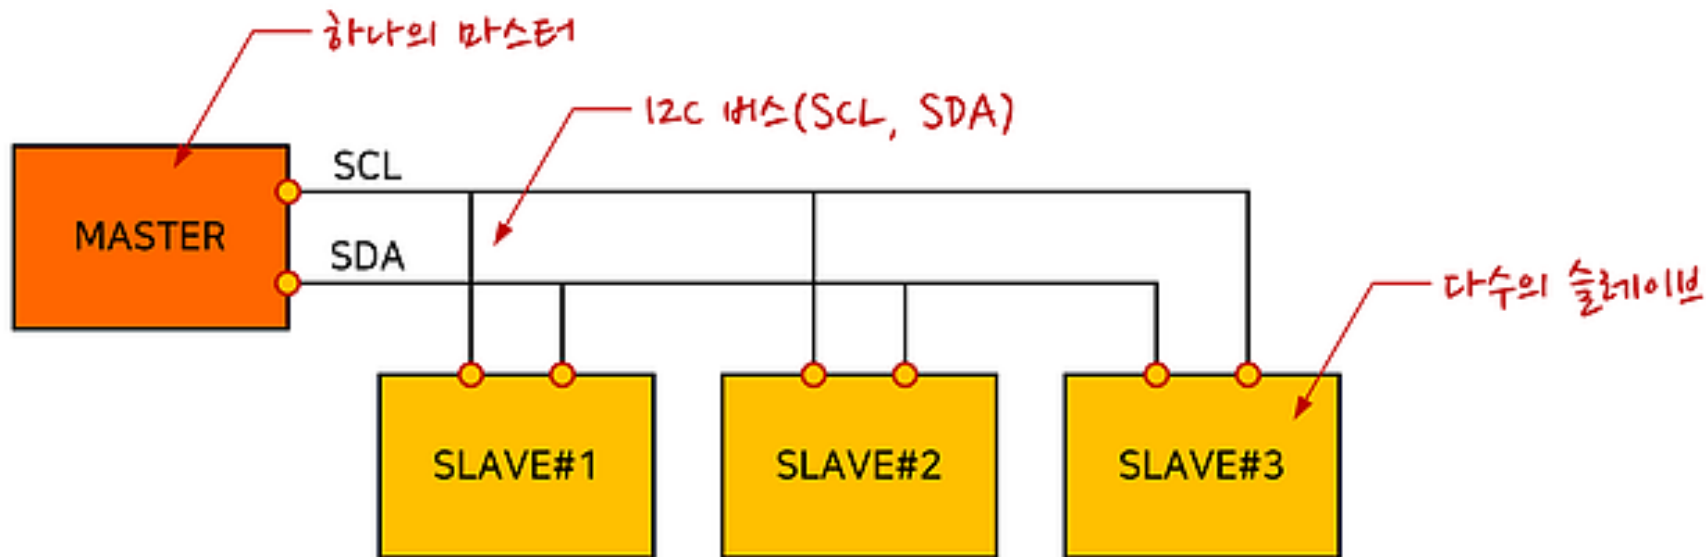 하나의 마스터
I2C 버스(SCL, SDA)
SCL
MASTER
SDA
다수의 슬레이브
SLAVE#1
SLAVE#2
SLAVE#3